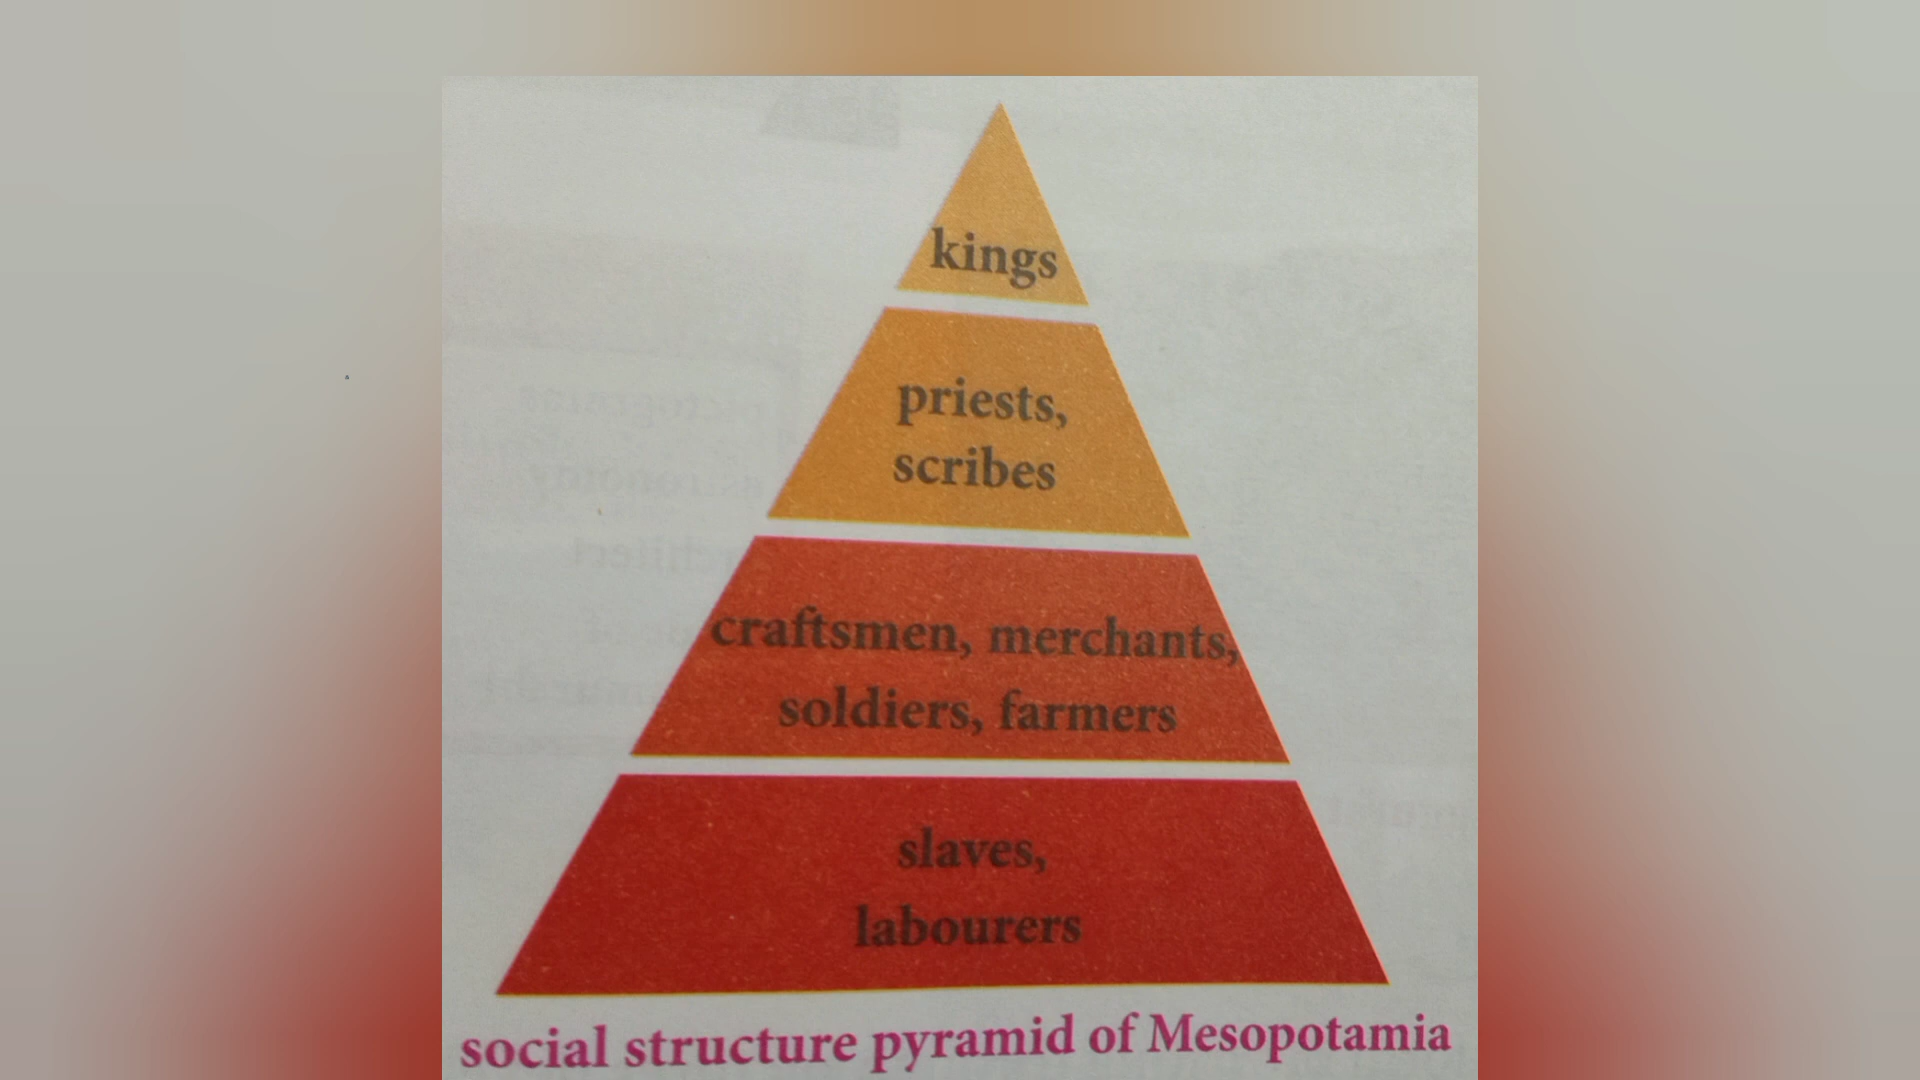 kings
priests,
scribes
craftsmen, merchants,
soldiers, farmers
slaves,
labourers
social structure pyramid of Mesopotamia